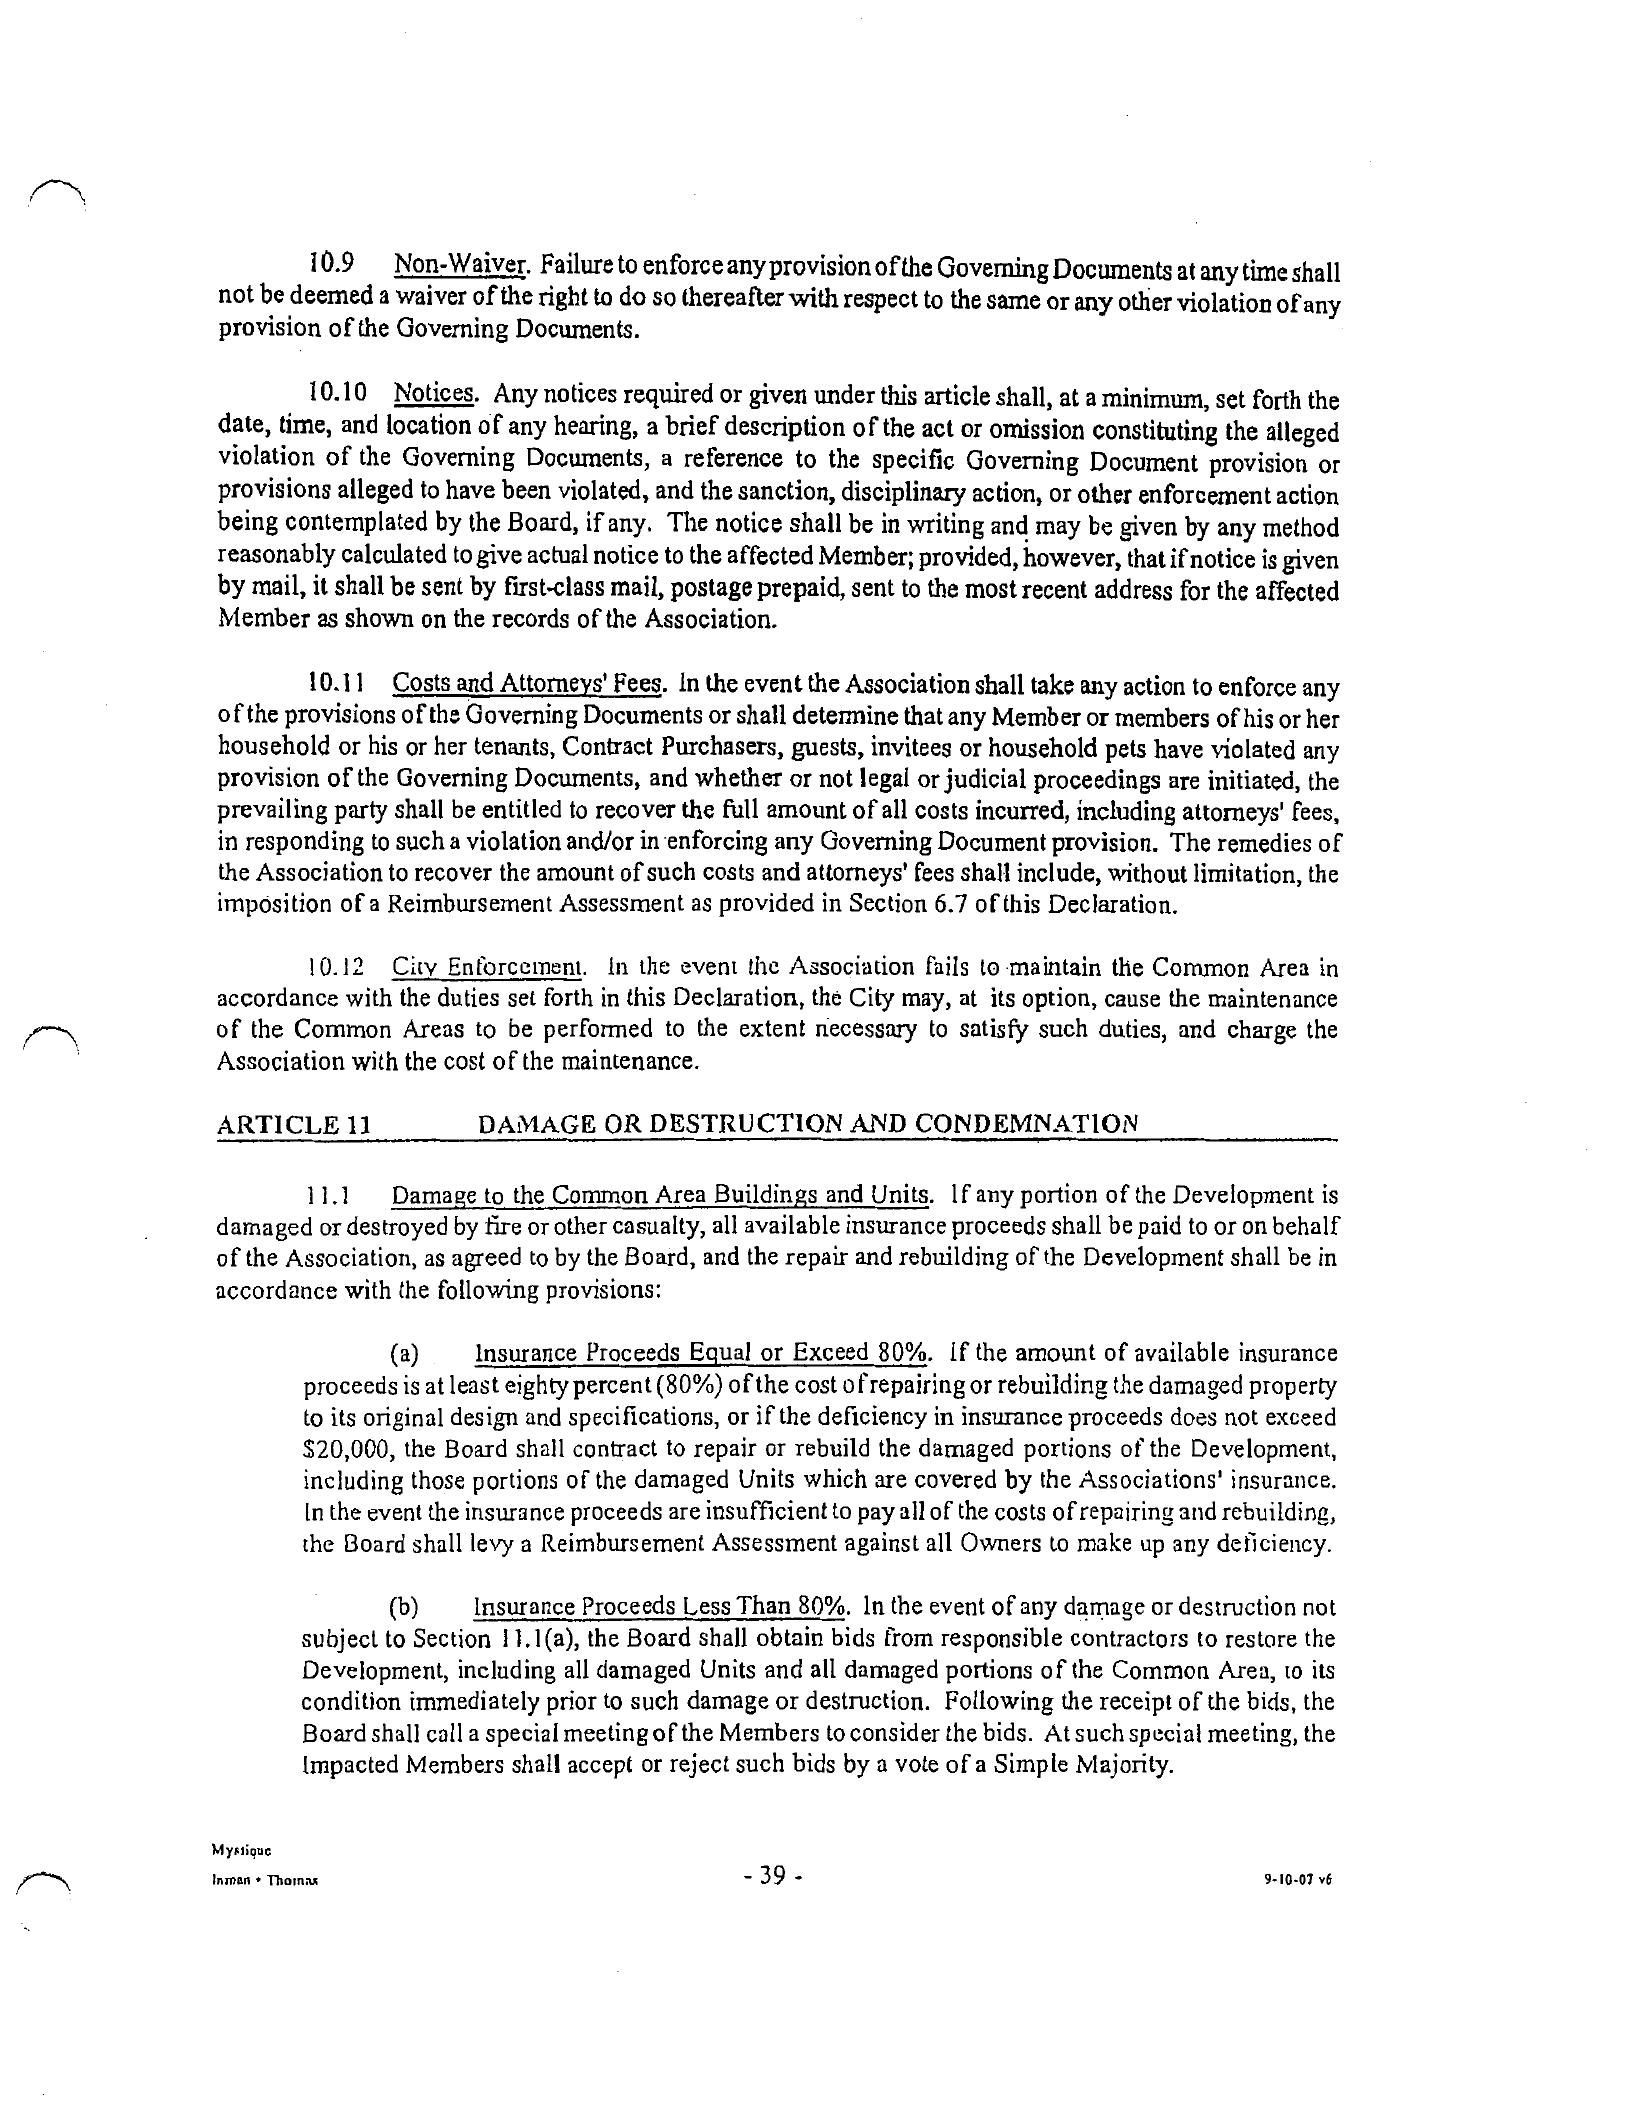 10.9 Non-Waiver. Failure to enforce any provision of the Governing Documents at any time shall
not be deemed a waiver of the right to do so thereafter with respect to the same or any other violation of any
provision of the Governing Documents.
10.10 Notices. Any notices required or given under this article shall, at a minimum, set forth the
date, time, and location of any hearing, a brief description of the act or omission constituting the alleged
violation of the Governing Documents, a reference to the specific Governing Document provision or
provisions alleged to have been violated, and the sanction, disciplinary action, or other enforcement action
being contemplated by the Board, if any. The notice shall be in writing and may be given by any method
reasonably calculated to give actual notice to the affected Member; provided, however, that if notice is given
by mail, it shall be sent by first-class mail, postage prepaid, sent to the most recent address for the affected
Member as shown on the records of the Association.
10.11 Costs and Attorneys' Fees. In the event the Association shall take any action to enforce any
of the provisions of the Governing Documents or shall determine that any Member or members of his or her
household or his or her tenants, Contract Purchasers, guests, invitees or household pets have violated any
provision of the Governing Documents, and whether or not legal or judicial proceedings are initiated, the
prevailing party shall be entitled to recover the full amount of all costs incurred, including attorneys' fees,
in responding to such a violation and/or in enforcing any Governing Document provision. The remedies of
the Association to recover the amount of such costs and attorneys' fees shall include, without limitation, the
imposition of a Reimbursement Assessment as provided in Section 6.7 of this Declaration.
10.12 City Enforcement. In the event the Association fails to maintain the Common Area in
accordance with the duties set forth in this Declaration, the City may, at its option, cause the maintenance
of the Common Areas to be performed to the extent necessary to satisfy such duties, and charge the
Association with the cost of the maintenance.
ARTICLE 11 DAMAGE OR DESTRUCTION AND CONDEMNATION
11.1 Damage to the Common Area Buildings and Units. If any portion of the Development is
damaged or destroyed by fire or other casualty, all available insurance proceeds shall be paid to or on behalf
of the Association, as agreed to by the Board, and the repair and rebuilding of the Development shall be in
accordance with the following provisions:
(a) Insurance Proceeds Equal or Exceed 80%. If the amount of available insurance
proceeds is at least eighty percent (80%) of the cost of repairing or rebuilding the damaged property
to its original design and specifications, or if the deficiency in insurance proceeds does not exceed
$20,000, the Board shall contract to repair or rebuild the damaged portions of the Development,
including those portions of the damaged Units which are covered by the Associations' insurance.
In the event the insurance proceeds are insufficient to pay all of the costs of repairing and rebuilding,
the Board shall levy a Reimbursement Assessment against all Owners to make up any deficiency.
(b) Insurance Proceeds Less Than 80%. In the event of any damage or destruction not
subject to Section 11.1(a), the Board shall obtain bids from responsible contractors to restore the
Development, including all damaged Units and all damaged portions of the Common Area, to its
condition immediately prior to such damage or destruction. Following the receipt of the bids, the
Board shall call a special meeting of the Members to consider the bids. At such special meeting, the
Impacted Members shall accept or reject such bids by a vote of a Simple Majority.
Mystique
Inman • Thomas - 39 - 9-10-07 v6